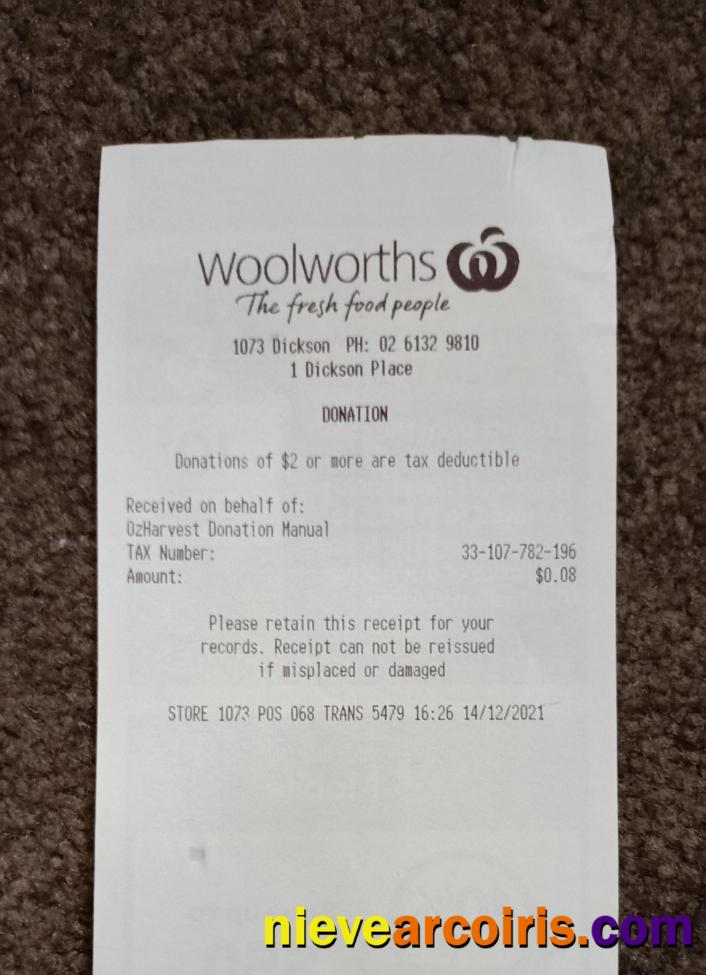 Woolworths
The fresh food people
1073 Dickson PH: 02 6132 9810
1 Dickson Place
DONATION
Donations of $2 or more are tax deductible
Received on behalf of:
OzHarvest Donation Manual
TAX Number: 33-107-782-196
Amount: $0.08
Please retain this receipt for your
records. Receipt can not be reissued
if misplaced or damaged
STORE 1073 POS 068 TRANS 5479 16:26 14/12/2021
nievearcoiris.com